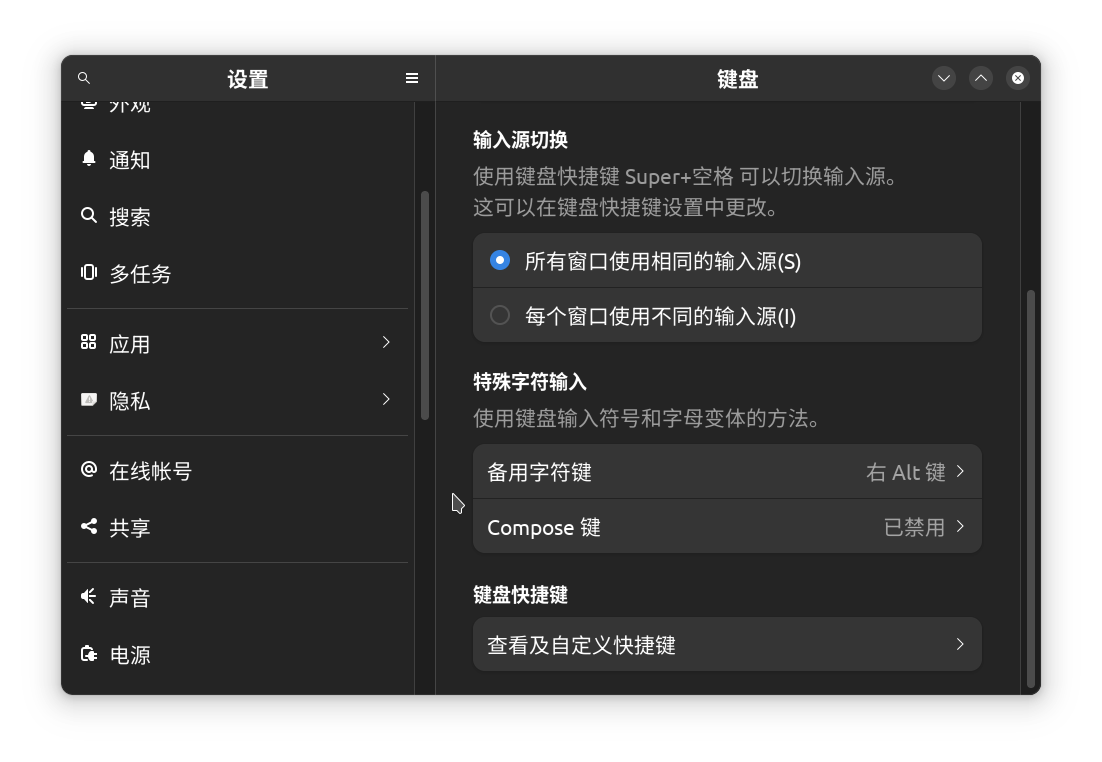 设置
外观
通知
搜索
多任务
应用
隐私
在线帐号
共享
声音
电源
键盘
输入源切换
使用键盘快捷键 Super+空格 可以切换输入源。
这可以在键盘快捷键设置中更改。
所有窗口使用相同的输入源(S)
每个窗口使用不同的输入源(I)
特殊字符输入
使用键盘输入符号和字母变体的方法。
备用字符键 右 Alt 键
Compose 键 已禁用
键盘快捷键
查看及自定义快捷键